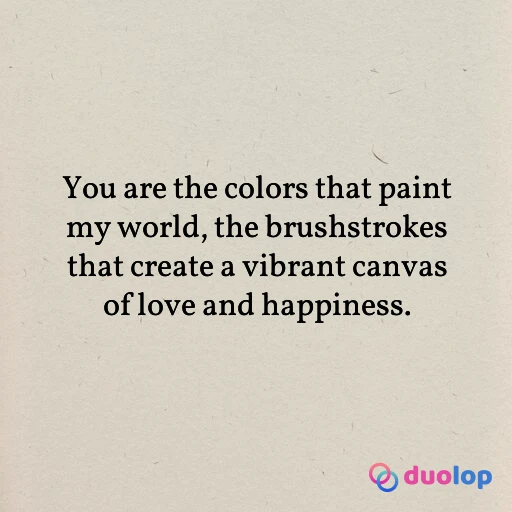 You are the colors that paint
my world, the brushstrokes
that create a vibrant canvas
of love and happiness.
duolop